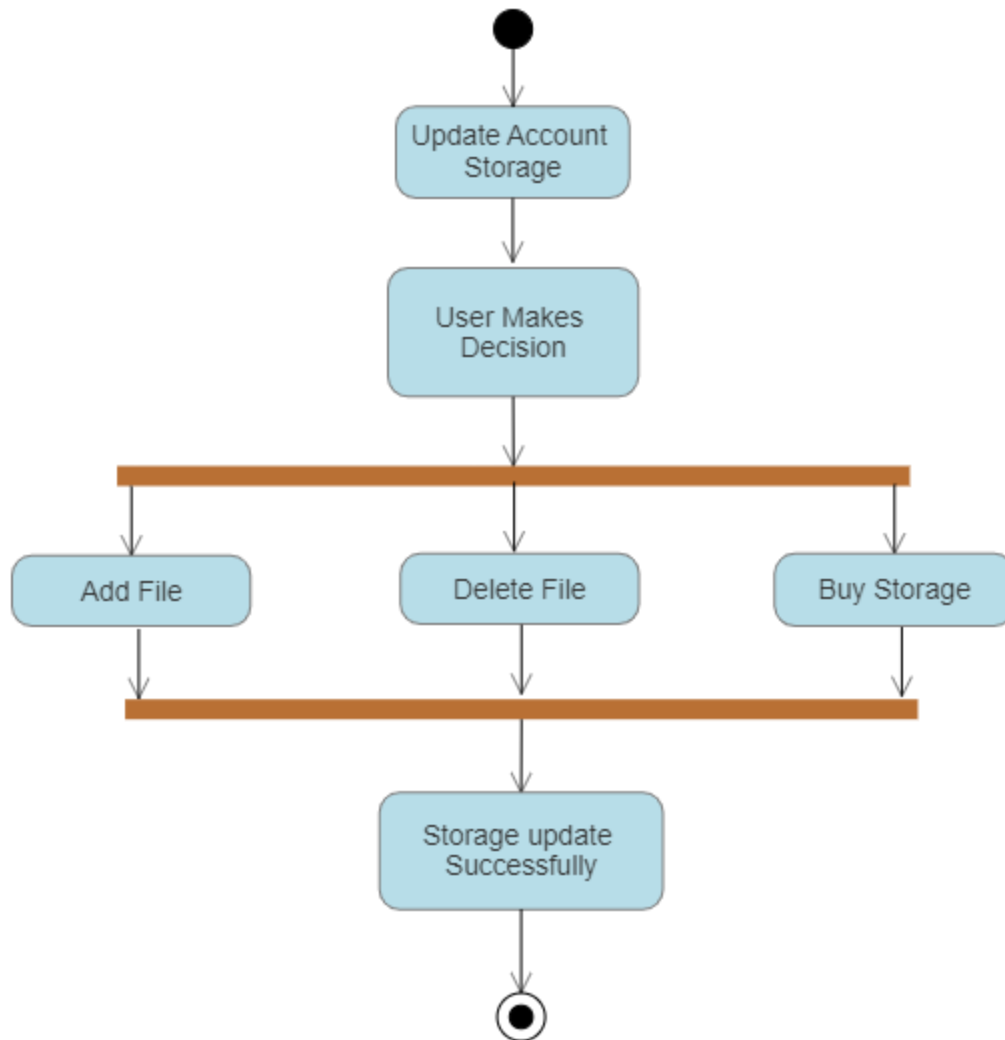 Update Account
Storage
User Makes
Decision
Add File
Delete File
Buy Storage
Storage update
Successfully